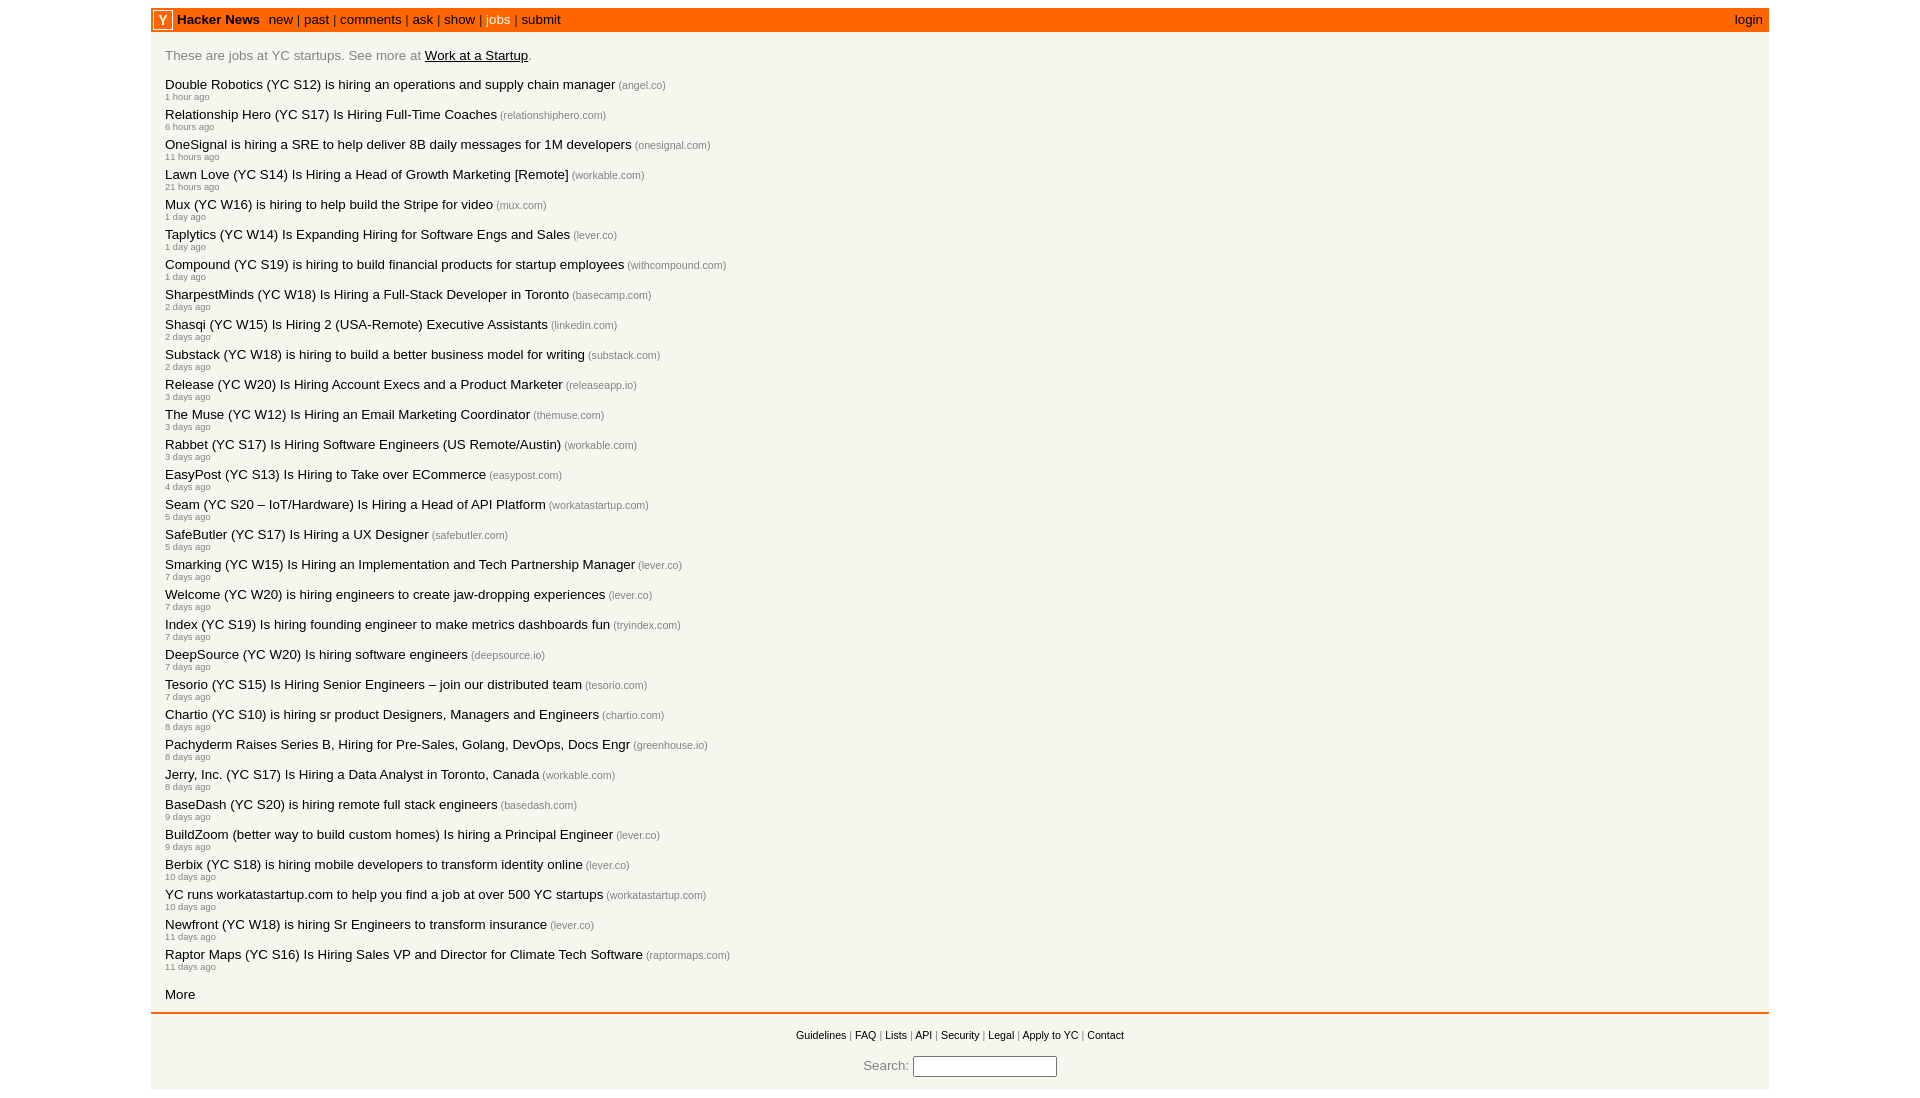 Y Hacker News new | past | comments | ask | show | jobs | submit login
These are jobs at YC startups. See more at Work at a Startup.
Double Robotics (YC S12) is hiring an operations and supply chain manager (angel.co)
1 hour ago
Relationship Hero (YC S17) Is Hiring Full-Time Coaches (relationshiphero.com)
6 hours ago
OneSignal is hiring a SRE to help deliver 8B daily messages for 1M developers (onesignal.com)
11 hours ago
Lawn Love (YC S14) Is Hiring a Head of Growth Marketing [Remote] (workable.com)
21 hours ago
Mux (YC W16) is hiring to help build the Stripe for video (mux.com)
1 day ago
Taplytics (YC W14) Is Expanding Hiring for Software Engs and Sales (lever.co)
1 day ago
Compound (YC S19) is hiring to build financial products for startup employees (withcompound.com)
1 day ago
SharpestMinds (YC W18) Is Hiring a Full-Stack Developer in Toronto (basecamp.com)
2 days ago
Shasqi (YC W15) Is Hiring 2 (USA-Remote) Executive Assistants (linkedin.com)
2 days ago
Substack (YC W18) is hiring to build a better business model for writing (substack.com)
2 days ago
Release (YC W20) Is Hiring Account Execs and a Product Marketer (releaseapp.io)
3 days ago
The Muse (YC W12) Is Hiring an Email Marketing Coordinator (themuse.com)
3 days ago
Rabbet (YC S17) Is Hiring Software Engineers (US Remote/Austin) (workable.com)
3 days ago
EasyPost (YC S13) Is Hiring to Take over ECommerce (easypost.com)
4 days ago
Seam (YC S20 – IoT/Hardware) Is Hiring a Head of API Platform (workatastartup.com)
5 days ago
SafeButler (YC S17) Is Hiring a UX Designer (safebutler.com)
5 days ago
Smarking (YC W15) Is Hiring an Implementation and Tech Partnership Manager (lever.co)
7 days ago
Welcome (YC W20) is hiring engineers to create jaw-dropping experiences (lever.co)
7 days ago
Index (YC S19) Is hiring founding engineer to make metrics dashboards fun (tryindex.com)
7 days ago
DeepSource (YC W20) Is hiring software engineers (deepsource.io)
7 days ago
Tesorio (YC S15) Is Hiring Senior Engineers – join our distributed team (tesorio.com)
7 days ago
Chartio (YC S10) is hiring sr product Designers, Managers and Engineers (chartio.com)
8 days ago
Pachyderm Raises Series B, Hiring for Pre-Sales, Golang, DevOps, Docs Engr (greenhouse.io)
8 days ago
Jerry, Inc. (YC S17) Is Hiring a Data Analyst in Toronto, Canada (workable.com)
8 days ago
BaseDash (YC S20) is hiring remote full stack engineers (basedash.com)
9 days ago
BuildZoom (better way to build custom homes) Is hiring a Principal Engineer (lever.co)
9 days ago
Berbix (YC S18) is hiring mobile developers to transform identity online (lever.co)
10 days ago
YC runs workatastartup.com to help you find a job at over 500 YC startups (workatastartup.com)
10 days ago
Newfront (YC W18) is hiring Sr Engineers to transform insurance (lever.co)
11 days ago
Raptor Maps (YC S16) Is Hiring Sales VP and Director for Climate Tech Software (raptormaps.com)
11 days ago
More
Guidelines | FAQ | Lists | API | Security | Legal | Apply to YC | Contact
Search: